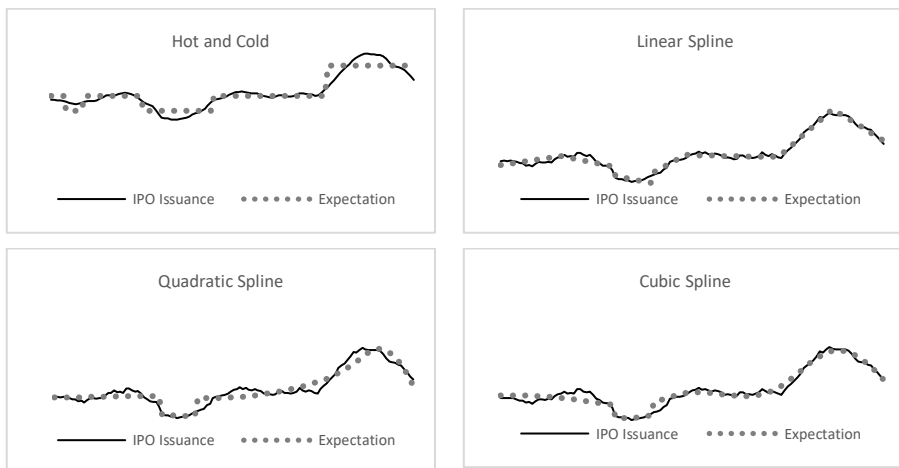 Hot and Cold
IPO Issuance Expectation
Linear Spline
IPO Issuance Expectation
Quadratic Spline
IPO Issuance Expectation
Cubic Spline
IPO Issuance Expectation